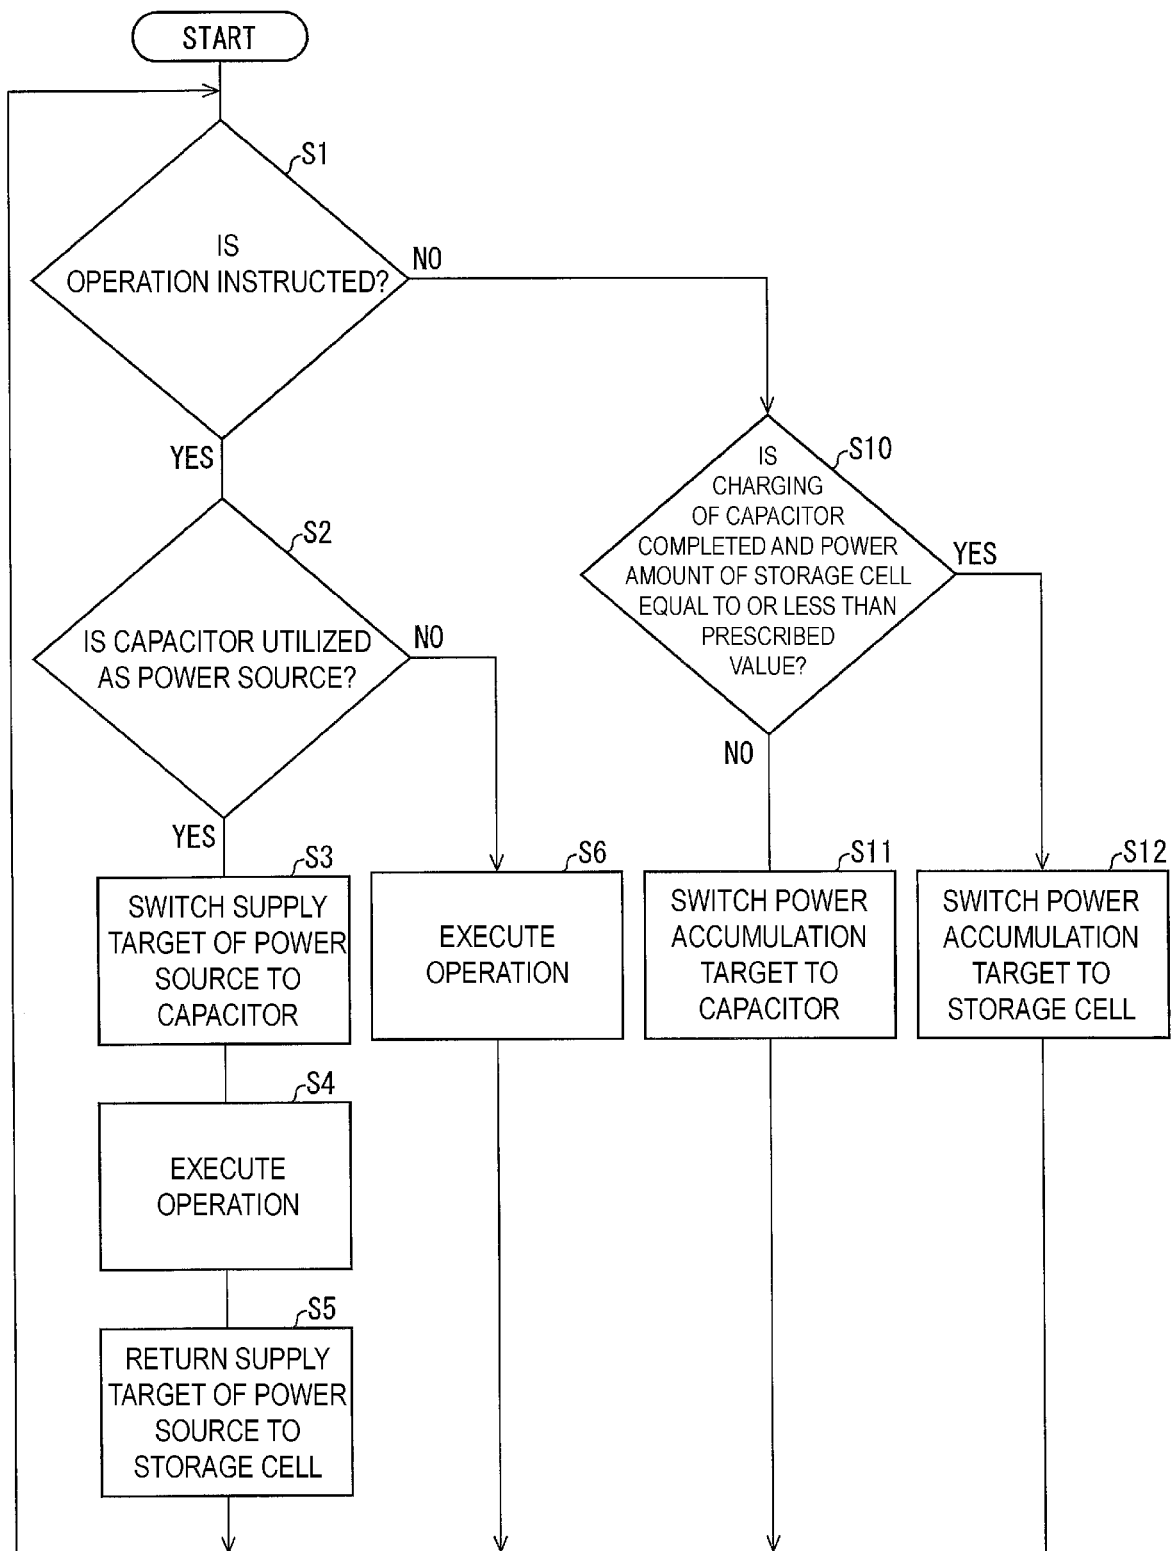 START
S1
IS
OPERATION INSTRUCTED?
NO
YES
S10
IS
CHARGING
OF CAPACITOR
COMPLETED AND POWER
AMOUNT OF STORAGE CELL
EQUAL TO OR LESS THAN
PRESCRIBED
VALUE?
YES
NO
S2
IS CAPACITOR UTILIZED
AS POWER SOURCE?
NO
YES
S3
SWITCH SUPPLY
TARGET OF POWER
SOURCE TO
CAPACITOR
S6
EXECUTE
OPERATION
S11
SWITCH POWER
ACCUMULATION
TARGET TO
CAPACITOR
S12
SWITCH POWER
ACCUMULATION
TARGET TO
STORAGE CELL
S4
EXECUTE
OPERATION
S5
RETURN SUPPLY
TARGET OF POWER
SOURCE TO
STORAGE CELL